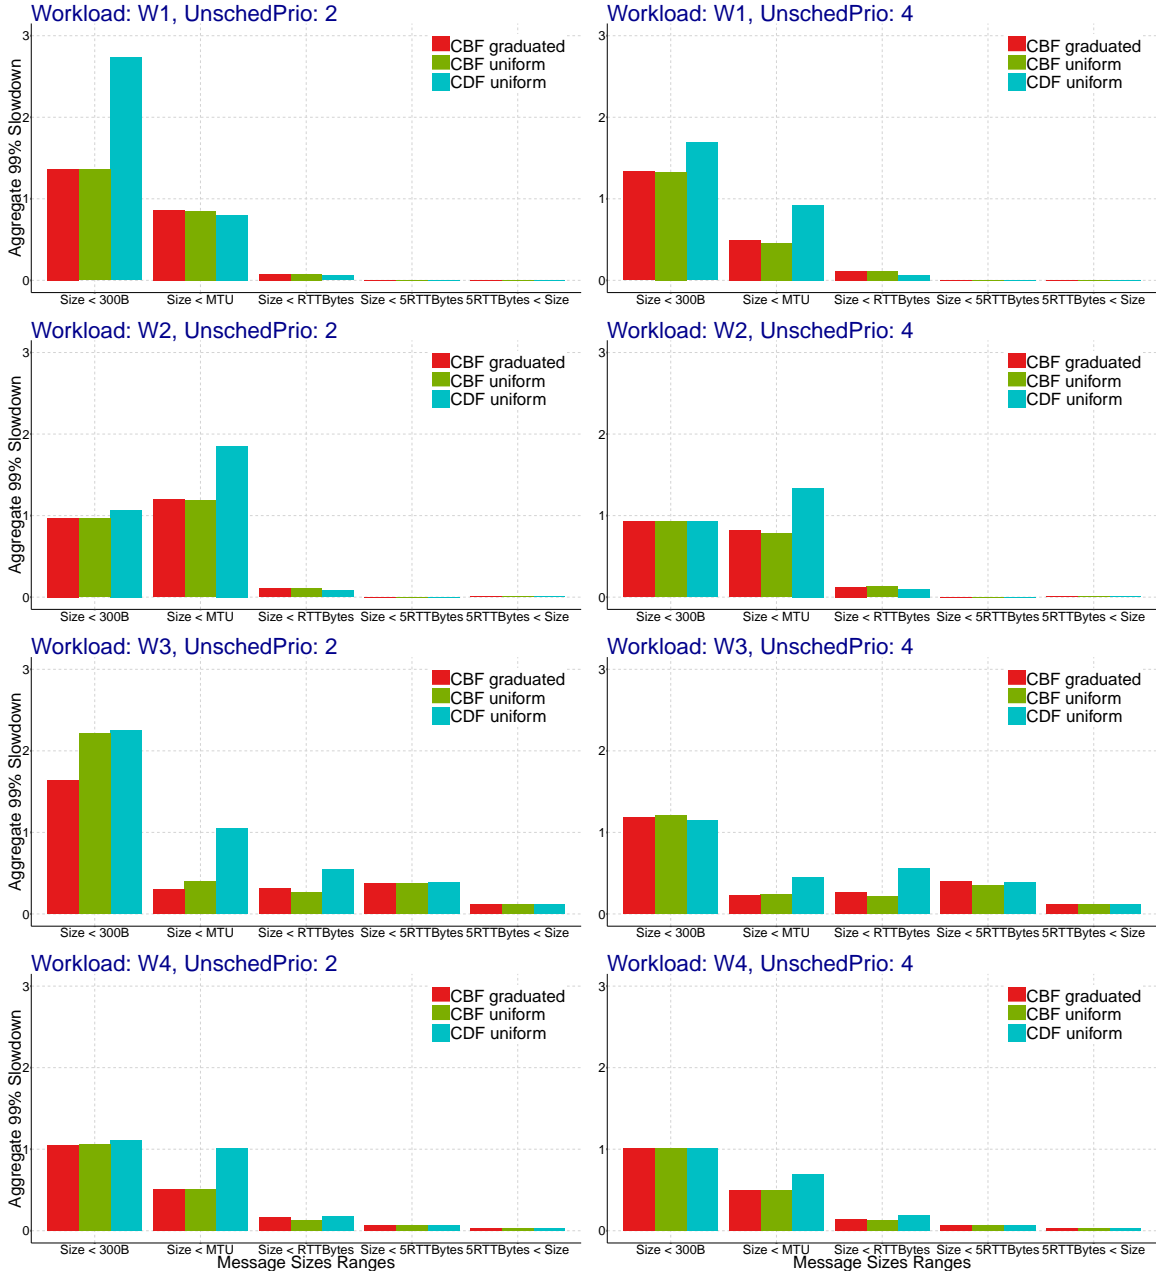 Workload: W1, UnschedPrio: 2
Aggregate 99% Slowdown
3
2
1
0
CBF graduated
CBF uniform
CDF uniform
Size < 300B
Size < MTU
Size < RTTBytes
Size < 5RTTBytes
5RTTBytes < Size
Workload: W1, UnschedPrio: 4
3
2
1
0
CBF graduated
CBF uniform
CDF uniform
Size < 300B
Size < MTU
Size < RTTBytes
Size < 5RTTBytes
5RTTBytes < Size
Workload: W2, UnschedPrio: 2
Aggregate 99% Slowdown
3
2
1
0
CBF graduated
CBF uniform
CDF uniform
Size < 300B
Size < MTU
Size < RTTBytes
Size < 5RTTBytes
5RTTBytes < Size
Workload: W2, UnschedPrio: 4
3
2
1
0
CBF graduated
CBF uniform
CDF uniform
Size < 300B
Size < MTU
Size < RTTBytes
Size < 5RTTBytes
5RTTBytes < Size
Workload: W3, UnschedPrio: 2
Aggregate 99% Slowdown
3
2
1
0
CBF graduated
CBF uniform
CDF uniform
Size < 300B
Size < MTU
Size < RTTBytes
Size < 5RTTBytes
5RTTBytes < Size
Workload: W3, UnschedPrio: 4
3
2
1
0
CBF graduated
CBF uniform
CDF uniform
Size < 300B
Size < MTU
Size < RTTBytes
Size < 5RTTBytes
5RTTBytes < Size
Workload: W4, UnschedPrio: 2
Aggregate 99% Slowdown
3
2
1
0
CBF graduated
CBF uniform
CDF uniform
Size < 300B
Size < MTU
Size < RTTBytes
Size < 5RTTBytes
5RTTBytes < Size
Message Sizes Ranges
Workload: W4, UnschedPrio: 4
3
2
1
0
CBF graduated
CBF uniform
CDF uniform
Size < 300B
Size < MTU
Size < RTTBytes
Size < 5RTTBytes
5RTTBytes < Size
Message Sizes Ranges